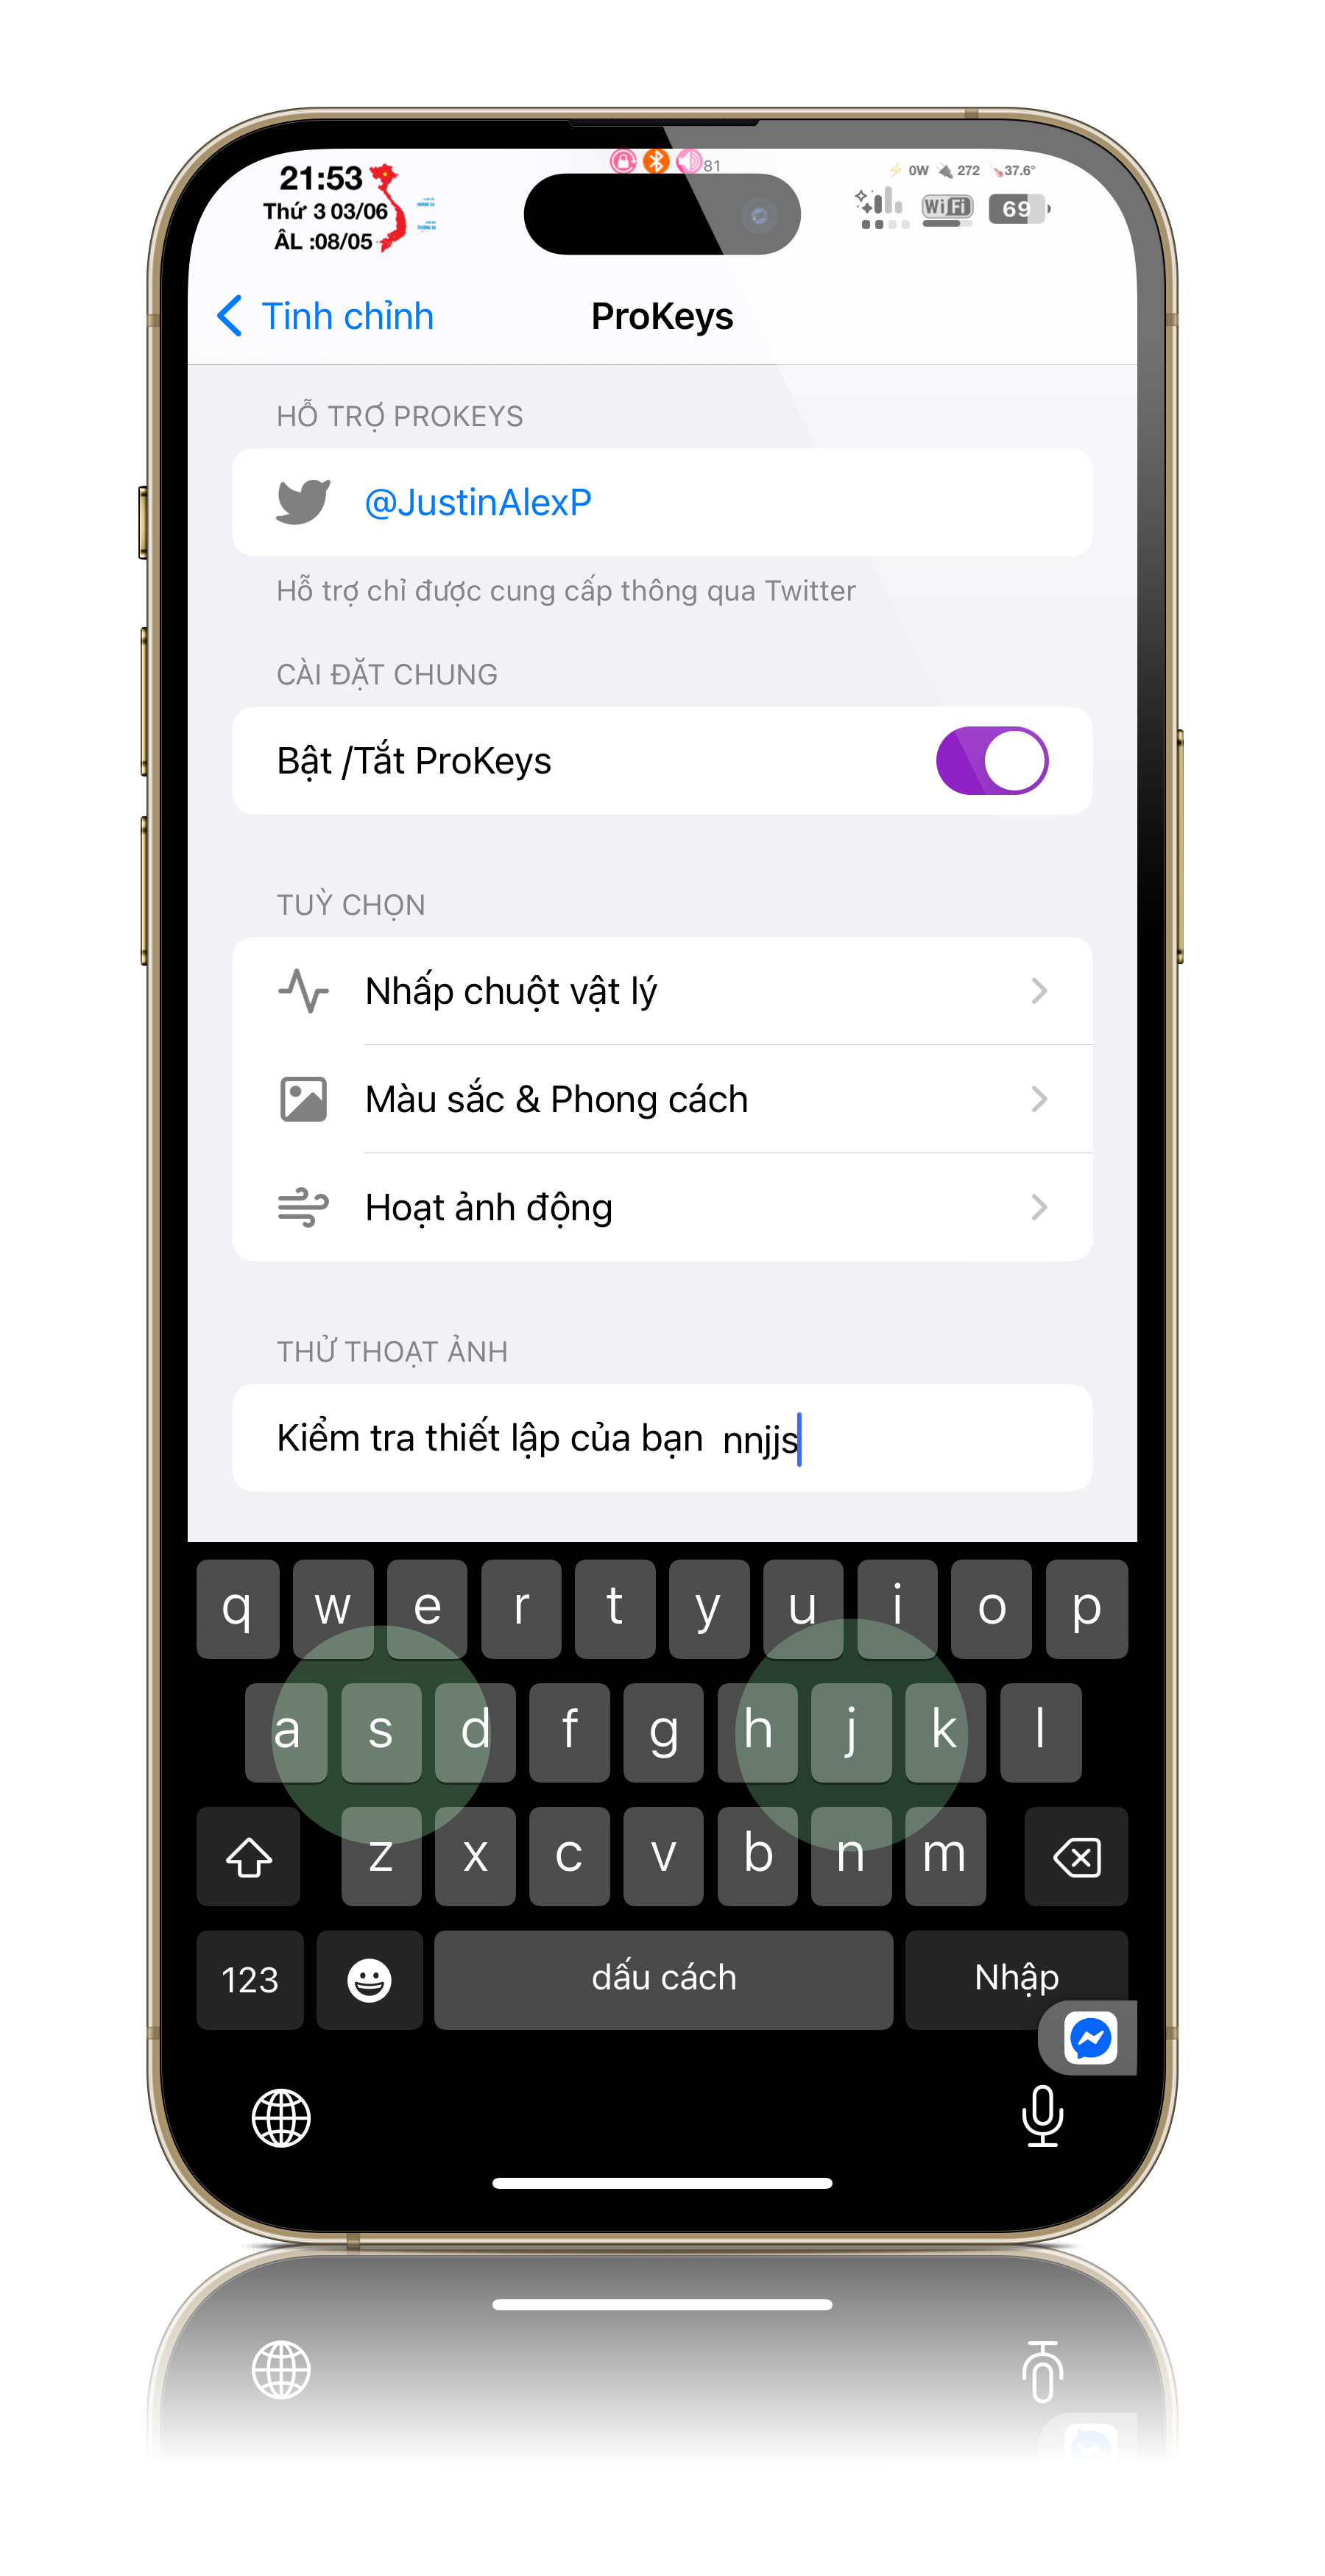 21:53
Thứ 3 03/06
ÂL :08/05
81
0W 272 37.6°
WiFi
69
Tinh chỉnh
ProKeys
HỖ TRỢ PROKEYS
@JustinAlexP
Hỗ trợ chỉ được cung cấp thông qua Twitter
CÀI ĐẶT CHUNG
Bật /Tắt ProKeys
TUỲ CHỌN
Nhấp chuột vật lý
Màu sắc & Phong cách
Hoạt ảnh động
THỬ THOẠT ẢNH
Kiểm tra thiết lập của bạn nnjjs
q w e r t y u i o p
a s d f g h j k l
z x c v b n m
123 dấu cách Nhập